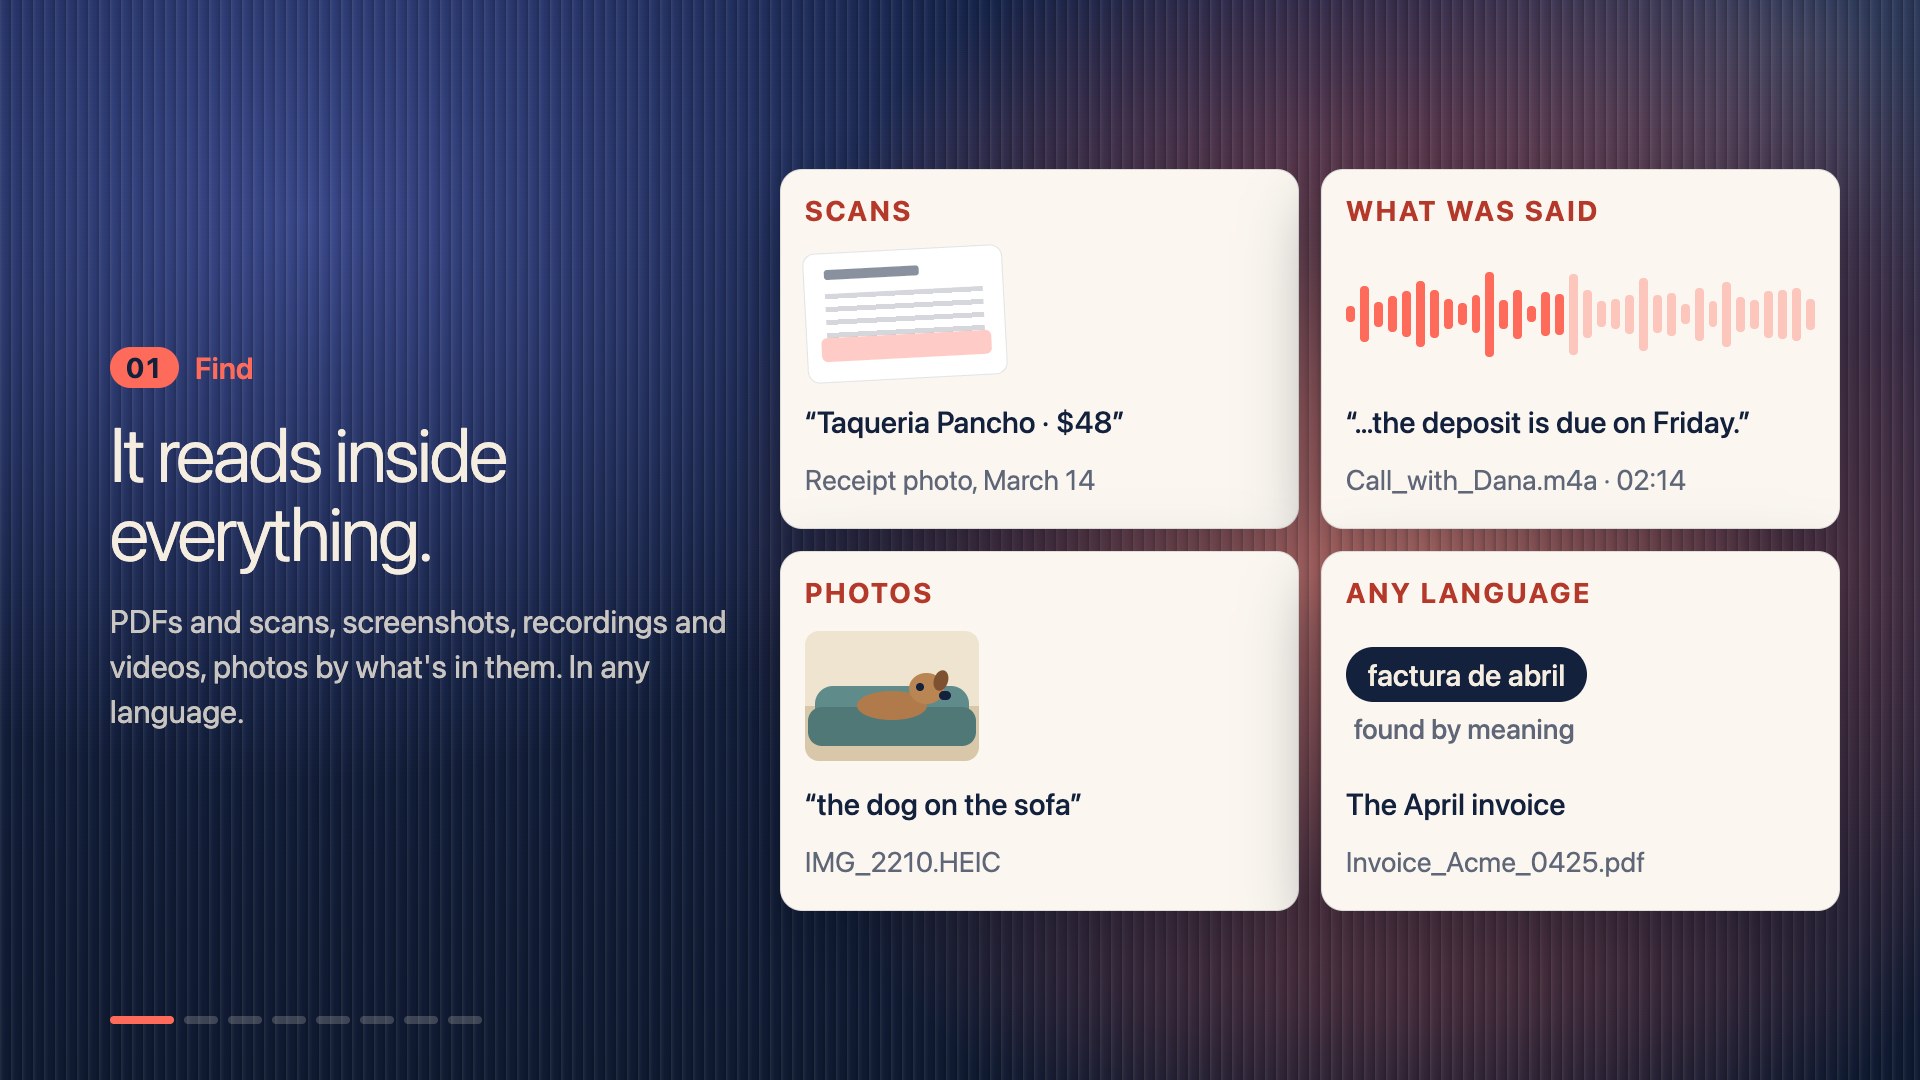 01 Find
It reads inside
everything.
PDFs and scans, screenshots, recordings and
videos, photos by what's in them. In any
language.
SCANS
“Taqueria Pancho · $48”
Receipt photo, March 14
WHAT WAS SAID
“…the deposit is due on Friday.”
Call_with_Dana.m4a · 02:14
PHOTOS
“the dog on the sofa”
IMG_2210.HEIC
ANY LANGUAGE
factura de abril
found by meaning
The April invoice
Invoice_Acme_0425.pdf